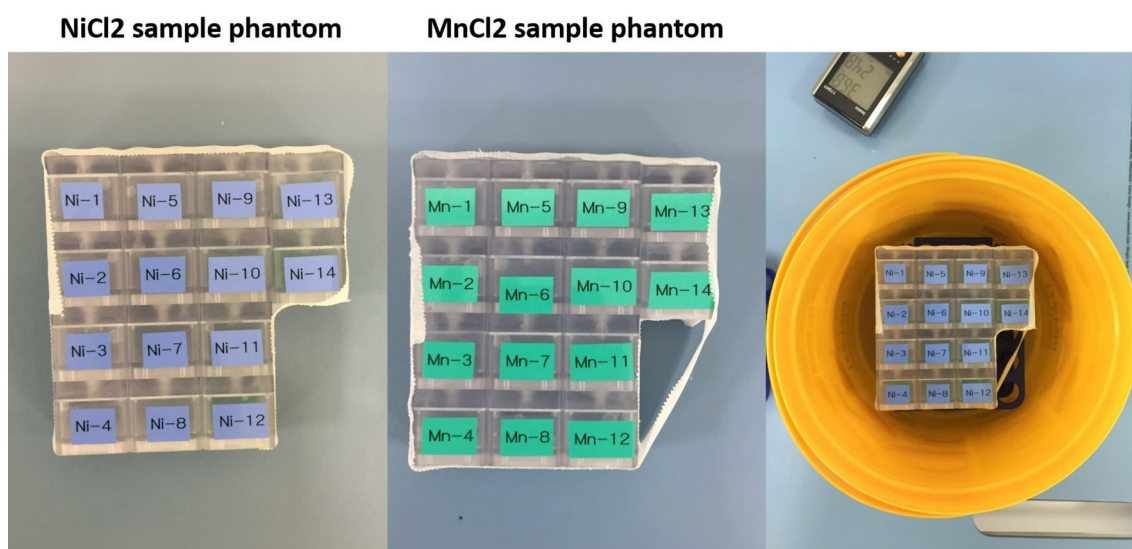 NiCl2 sample phantom
MnCl2 sample phantom
Ni-1 Ni-5 Ni-9 Ni-13
Ni-2 Ni-6 Ni-10 Ni-14
Ni-3 Ni-7 Ni-11
Ni-4 Ni-8 Ni-12
Mn-1 Mn-5 Mn-9 Mn-13
Mn-2 Mn-6 Mn-10 Mn-14
Mn-3 Mn-7 Mn-11
Mn-4 Mn-8 Mn-12
Ni-1 Ni-5 Ni-9 Ni-13
Ni-2 Ni-6 Ni-10 Ni-14
Ni-3 Ni-7 Ni-11
Ni-4 Ni-8 Ni-12